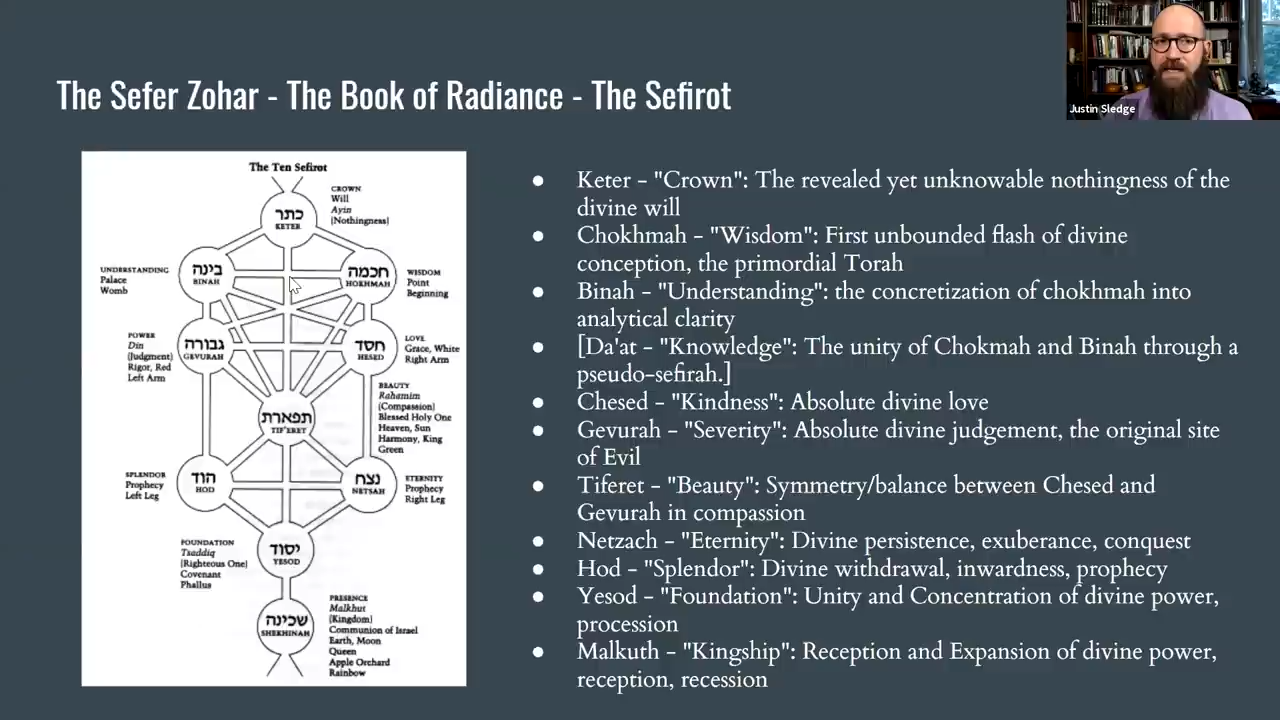 Justin Sledge
The Sefer Zohar - The Book of Radiance - The Sefirot
The Ten Sefirot
CROWN
Will
Ayin
(Nothingness)
כתר
KETER
UNDERSTANDING
Palace
Womb
בינה
BINAH
חכמה
HOKHMAH
WISDOM
Point
Beginning
POWER
Din
(Judgment)
Rigor, Red
Left Arm
גבורה
GEVURAH
חסד
HESED
LOVE
Grace, White
Right Arm
BEAUTY
Rahamim
(Compassion)
Blessed Holy One
Heaven, Sun
Harmony, King
Green
תפארת
TIF'ERET
SPLENDOR
Prophecy
Left Leg
הוד
HOD
נצח
NETSAH
ETERNITY
Prophecy
Right Leg
FOUNDATION
Tsaddiq
(Righteous One)
Covenant
Phallus
יסוד
YESOD
שכינה
SHEKHINAH
PRESENCE
Malkhut
(Kingdom)
Communion of Israel
Earth, Moon
Queen
Apple Orchard
Rainbow
● Keter - "Crown": The revealed yet unknowable nothingness of the
divine will
● Chokhmah - "Wisdom": First unbounded flash of divine
conception, the primordial Torah
● Binah - "Understanding": the concretization of chokhmah into
analytical clarity
● [Da'at - "Knowledge": The unity of Chokmah and Binah through a
pseudo-sefirah.]
● Chesed - "Kindness": Absolute divine love
● Gevurah - "Severity": Absolute divine judgement, the original site
of Evil
● Tiferet - "Beauty": Symmetry/balance between Chesed and
Gevurah in compassion
● Netzach - "Eternity": Divine persistence, exuberance, conquest
● Hod - "Splendor": Divine withdrawal, inwardness, prophecy
● Yesod - "Foundation": Unity and Concentration of divine power,
procession
● Malkuth - "Kingship": Reception and Expansion of divine power,
reception, recession